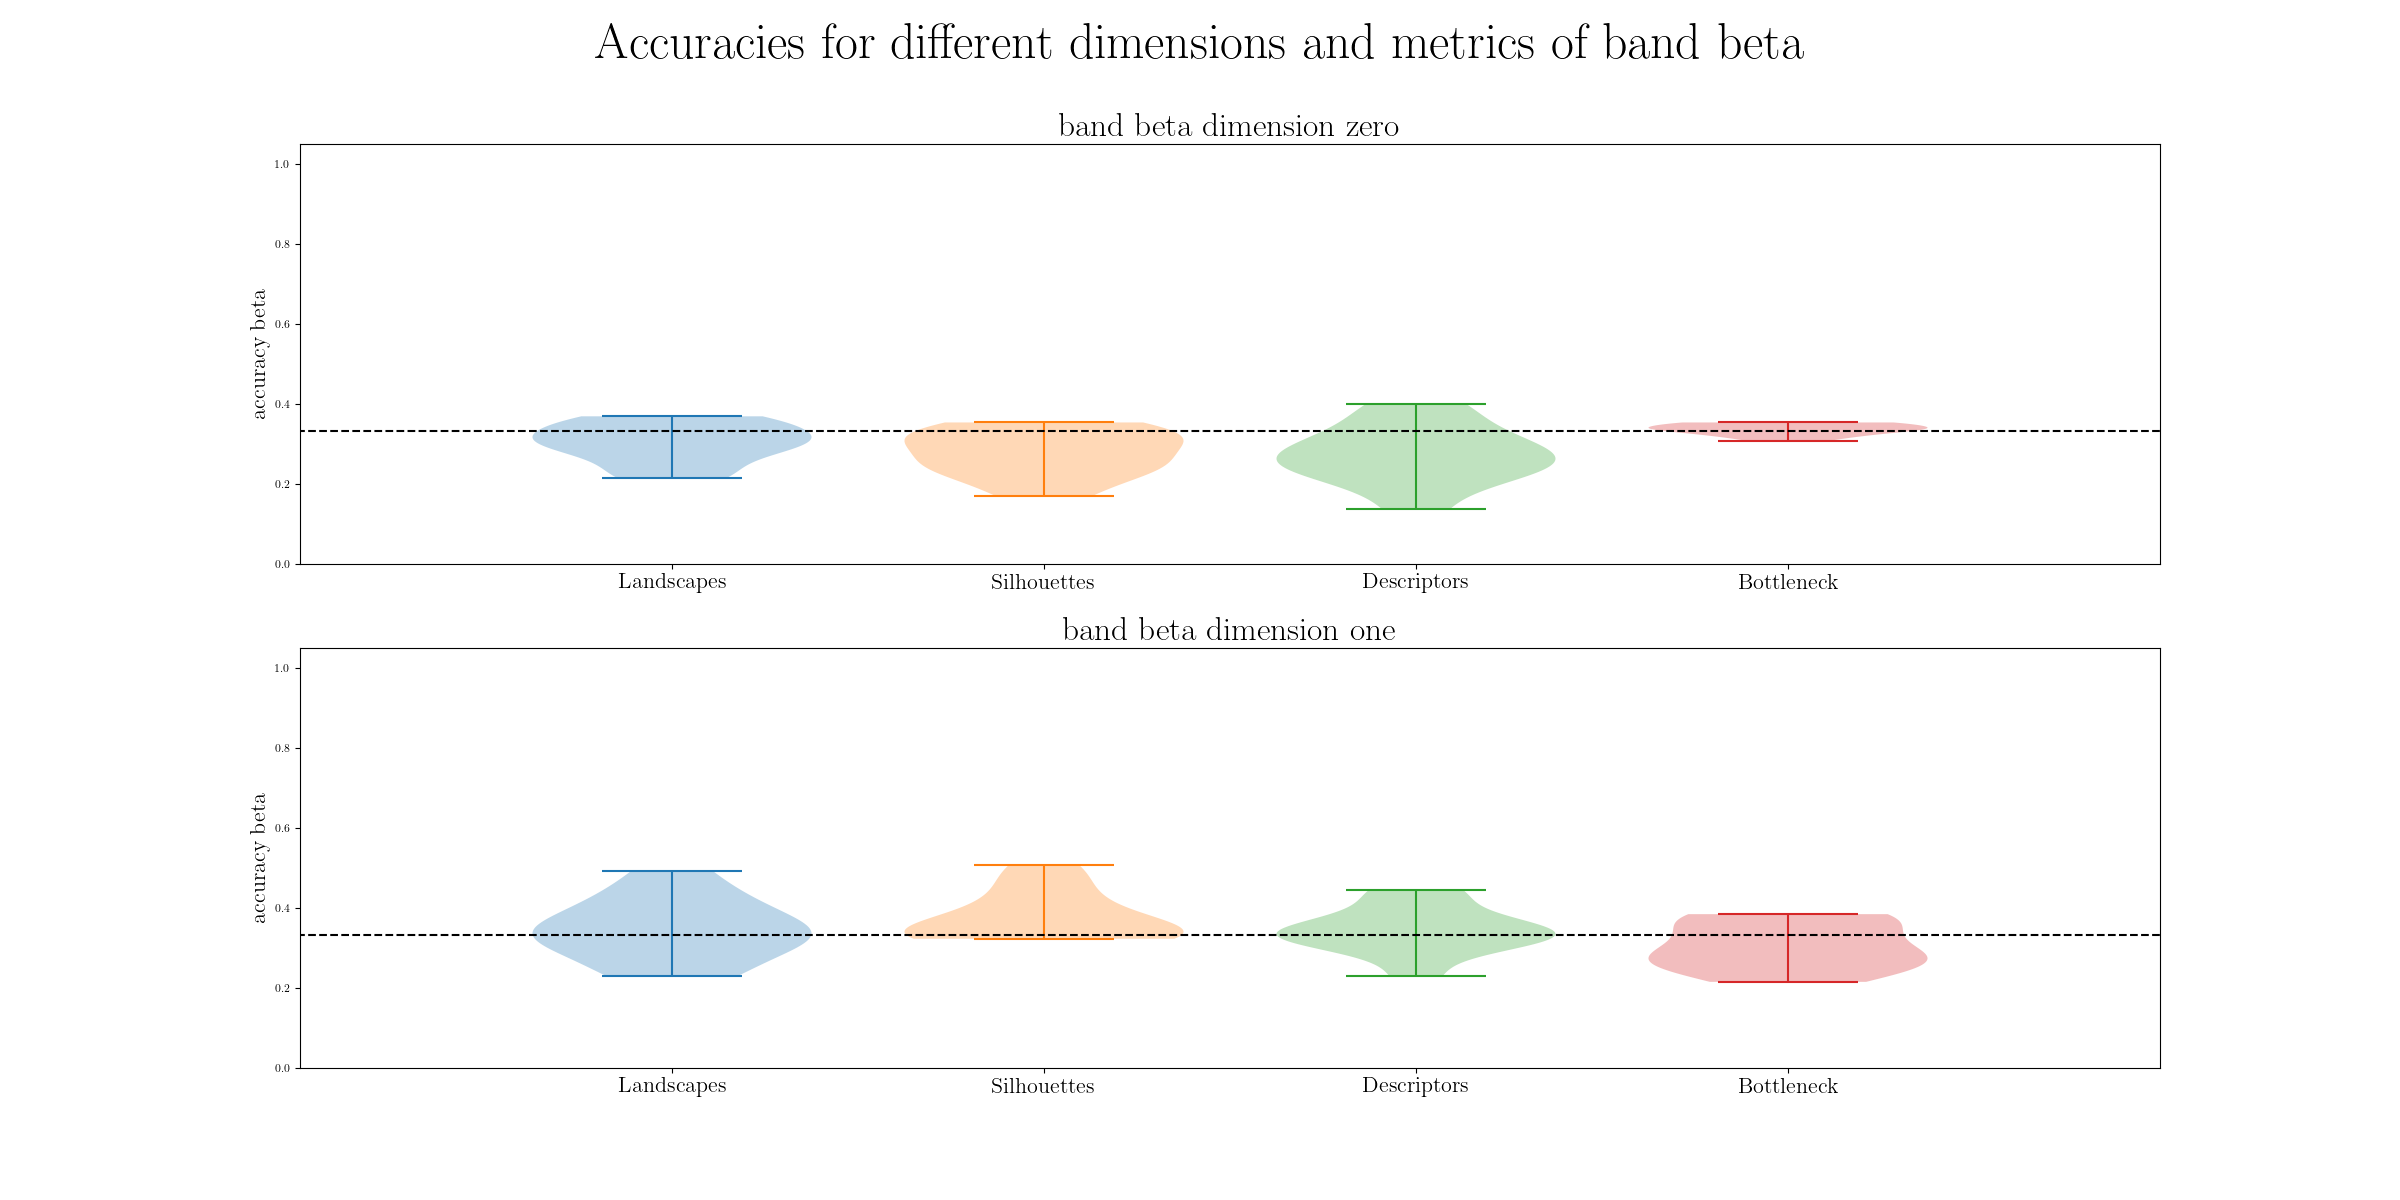 Accuracies for different dimensions and metrics of band beta
band beta dimension zero
accuracy beta
1.0
0.8
0.6
0.4
0.2
0.0
Landscapes Silhouettes Descriptors Bottleneck
band beta dimension one
accuracy beta
1.0
0.8
0.6
0.4
0.2
0.0
Landscapes Silhouettes Descriptors Bottleneck